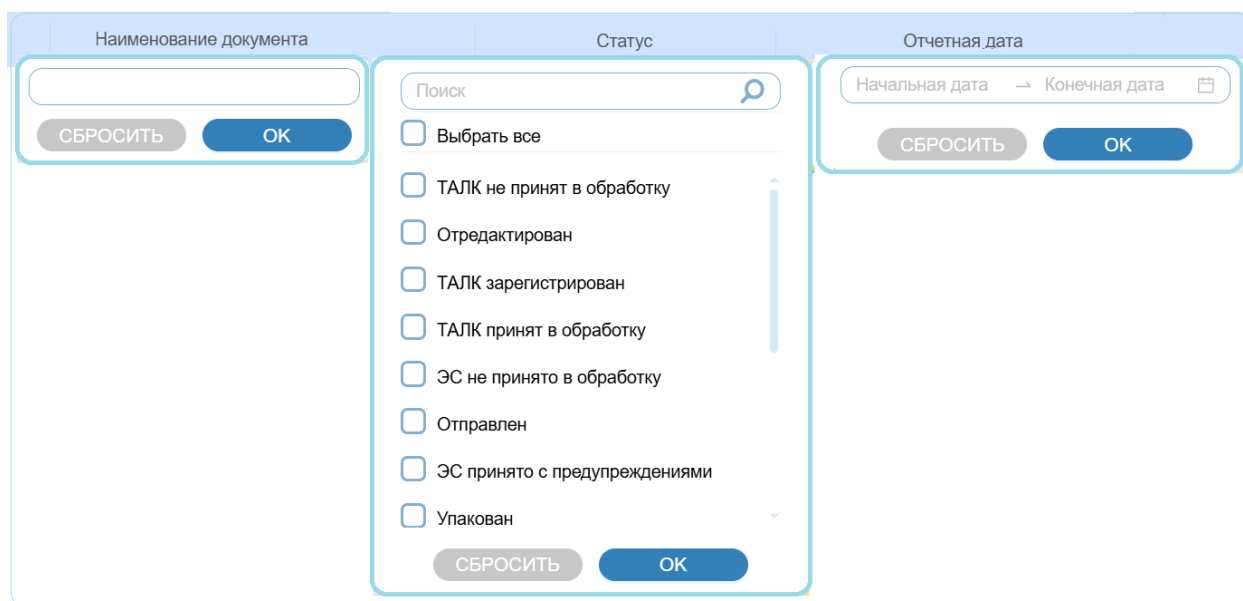 Наименование документа
Статус
Отчетная дата
СБРОСИТЬ
OK
Поиск
Выбрать все
ТАЛК не принят в обработку
Отредактирован
ТАЛК зарегистрирован
ТАЛК принят в обработку
ЭС не принято в обработку
Отправлен
ЭС принято с предупреждениями
Упакован
СБРОСИТЬ
OK
Начальная дата → Конечная дата
СБРОСИТЬ
OK